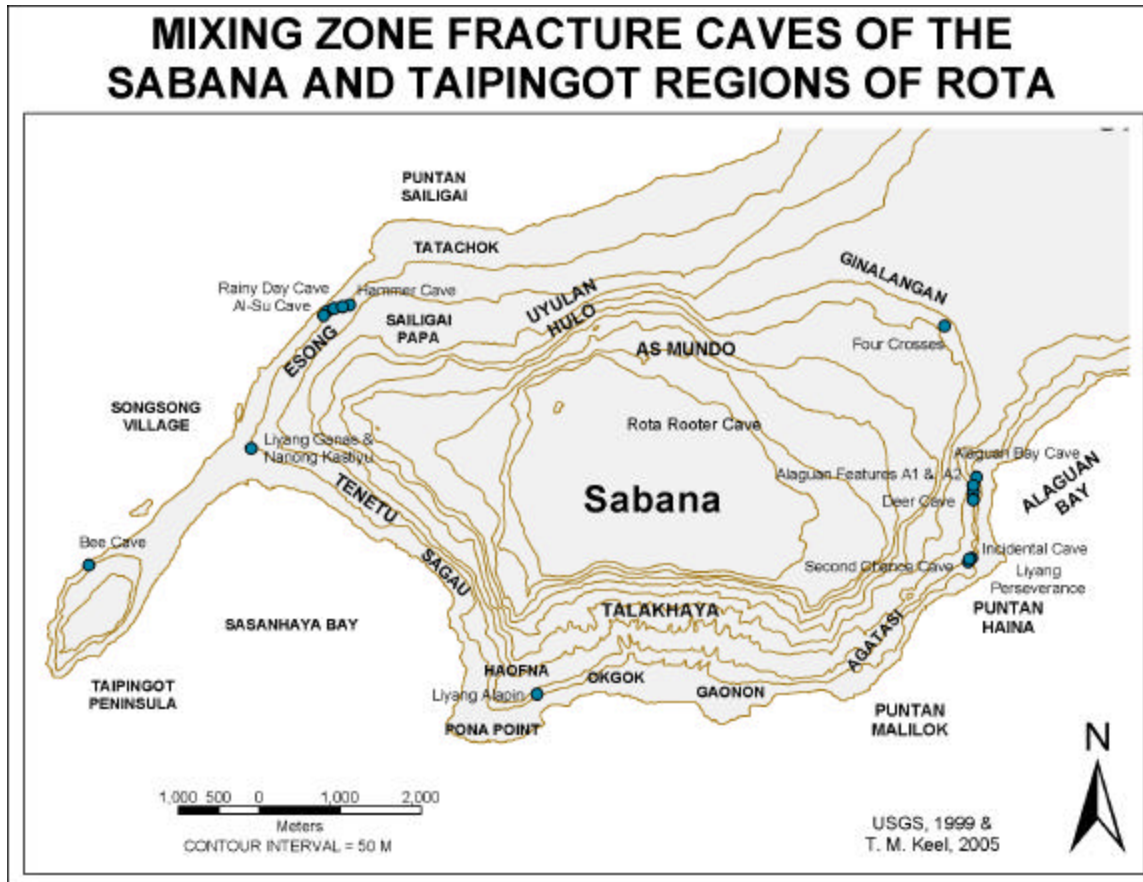 MIXING ZONE FRACTURE CAVES OF THE
SABANA AND TAIPINGOT REGIONS OF ROTA
PUNTAN
SAILIGAI
TATACHOK
GINALANGAN
Rainy Day Cave
Hammer Cave
Al-Su Cave
UYULAN
HULO
SAILIGAI
PAPA
ESONG
AS MUNDO
Four Crosses
SONGSONG
VILLAGE
Rota Rooter Cave
Liyang Ganas &
Nanong Kastiyu
Alaguan Bay Cave
Alaguan Features A1 & A2
ALAGUAN
BAY
Deer Cave
TENETU
Sabana
Bee Cave
SAGAU
Incidental Cave
Second Chance Cave
Liyang
Perseverance
TALAKHAYA
PUNTAN
HAINA
SASANHAYA BAY
AGATASI
HAOFNA
OKGOK
TAIPINGOT
PENINSULA
Liyang Alapin
GAONON
PONA POINT
PUNTAN
MALILOK
N
1,000 500 0 1,000 2,000
Meters
CONTOUR INTERVAL = 50 M
USGS, 1999 &
T. M. Keel, 2005